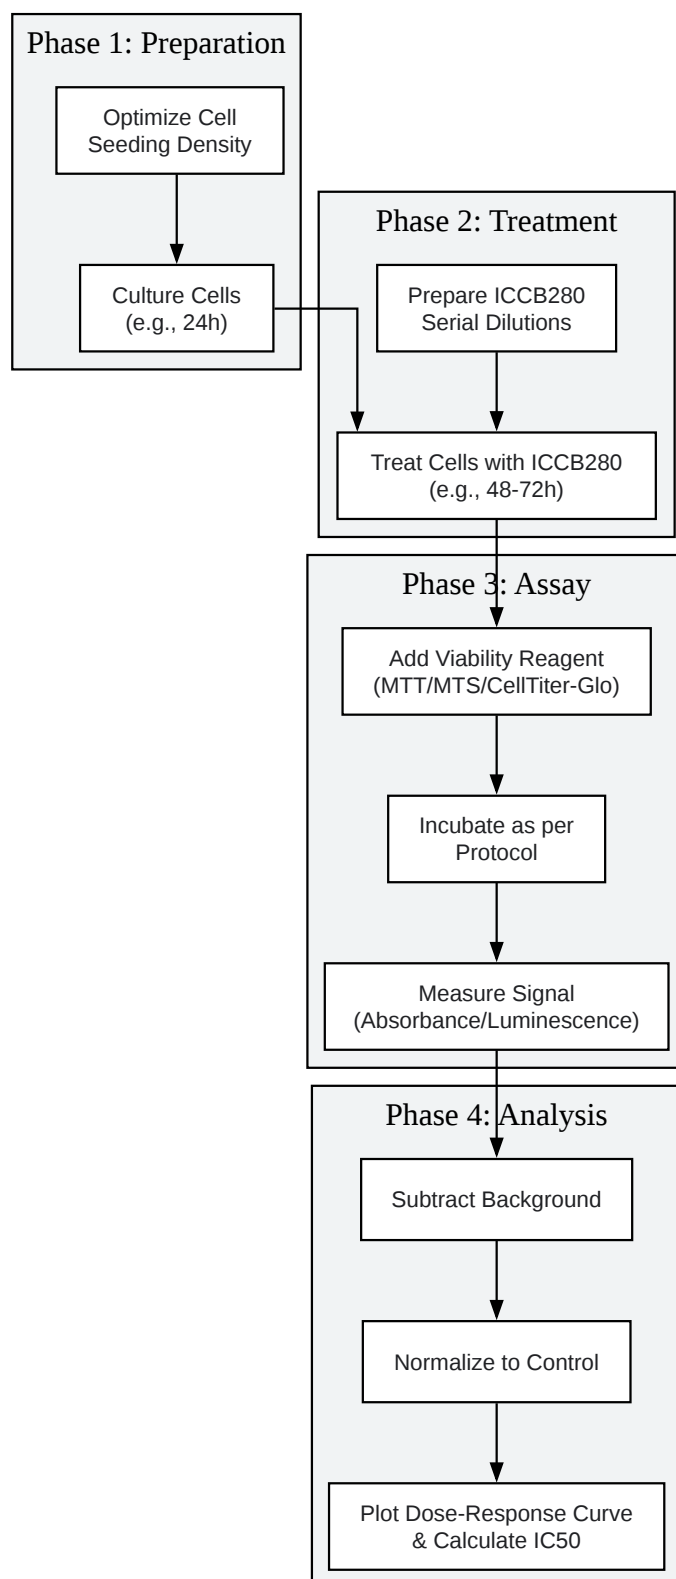 Phase 1: Preparation
Optimize Cell
Seeding Density
Culture Cells
(e.g., 24h)
Phase 2: Treatment
Prepare ICCB280
Serial Dilutions
Treat Cells with ICCB280
(e.g., 48-72h)
Phase 3: Assay
Add Viability Reagent
(MTT/MTS/CellTiter-Glo)
Incubate as per
Protocol
Measure Signal
(Absorbance/Luminescence)
Phase 4: Analysis
Subtract Background
Normalize to Control
Plot Dose-Response Curve
& Calculate IC50